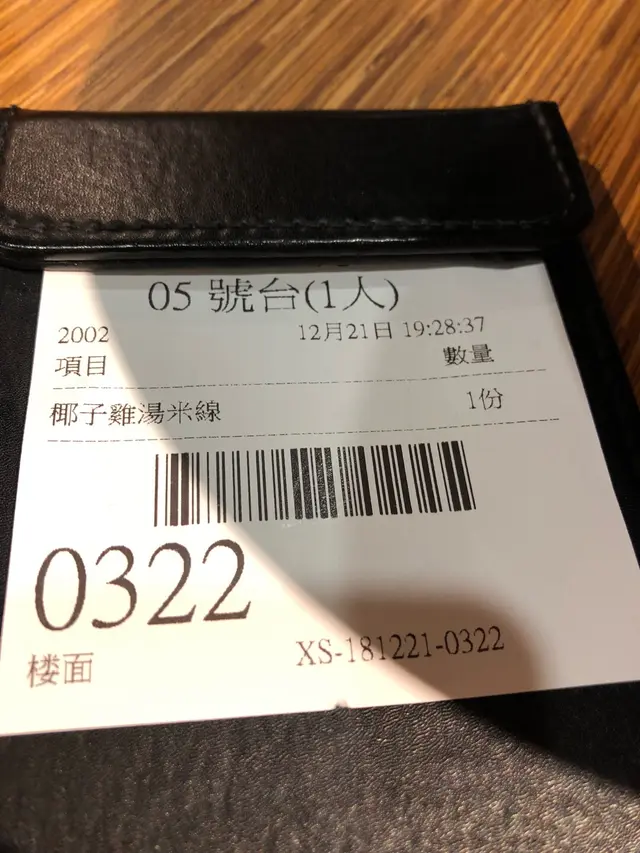 05 號台(1人)
2002 12月21日 19:28:37
項目 數量
椰子雞湯米線 1份
0322
楼面 XS-181221-0322